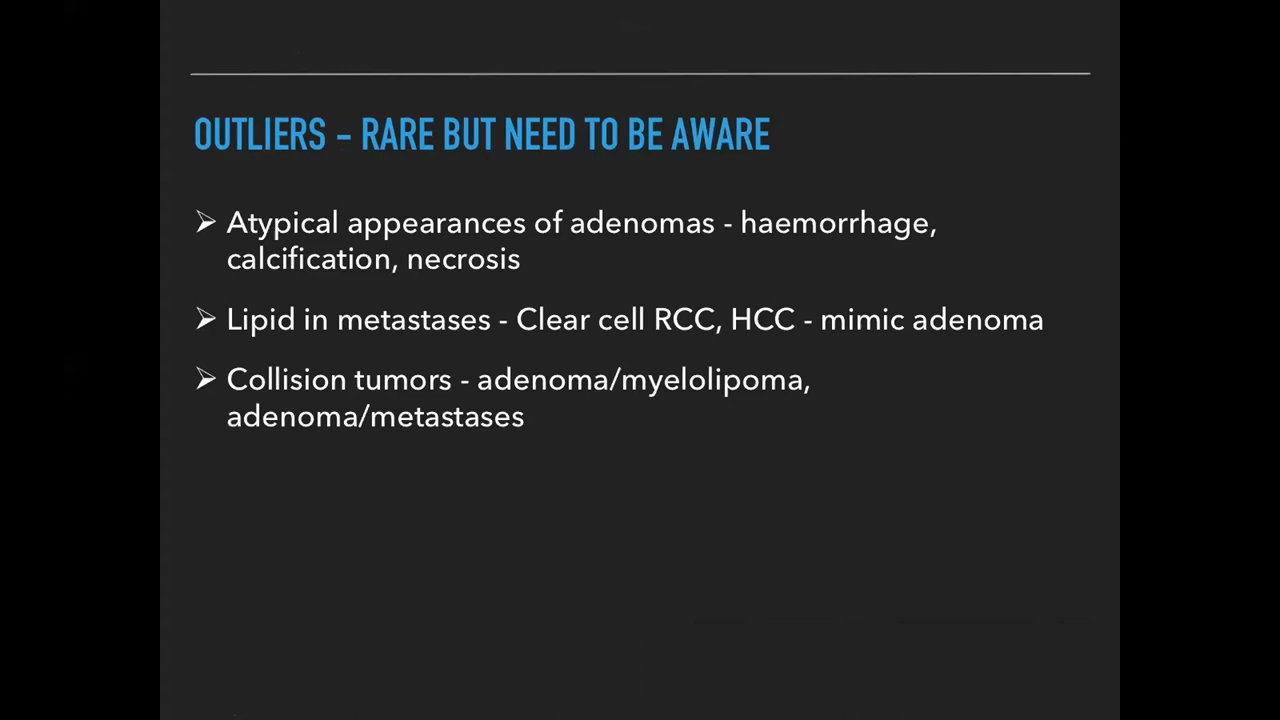 OUTLIERS - RARE BUT NEED TO BE AWARE
➢ Atypical appearances of adenomas - haemorrhage,
calcification, necrosis
➢ Lipid in metastases - Clear cell RCC, HCC - mimic adenoma
➢ Collision tumors - adenoma/myelolipoma,
adenoma/metastases